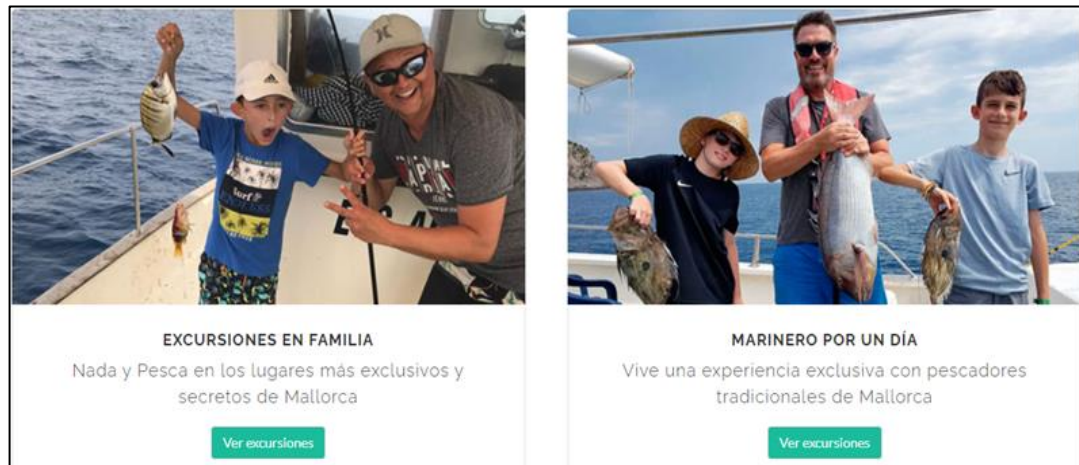 EXCURSIONES EN FAMILIA
Nada y Pesca en los lugares más exclusivos y
secretos de Mallorca
Ver excursiones
MARINERO POR UN DÍA
Vive una experiencia exclusiva con pescadores
tradicionales de Mallorca
Ver excursiones